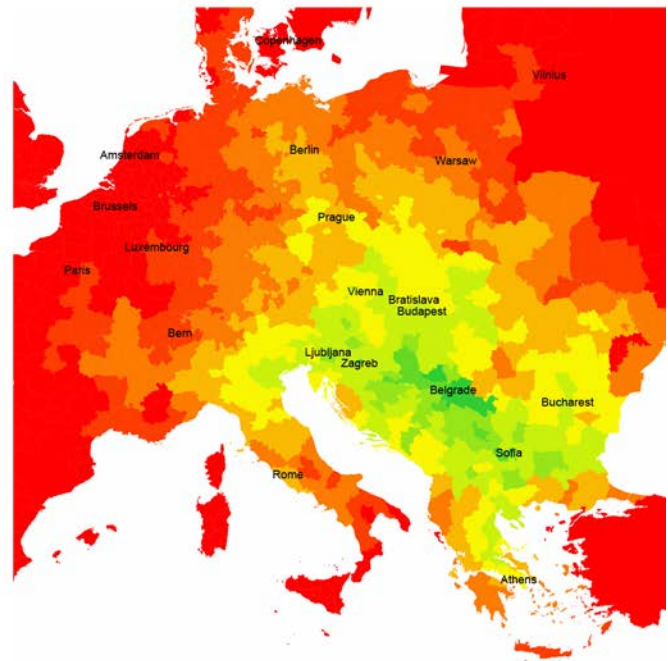 Copenhagen
Vilnius
Amsterdam
Berlin
Warsaw
Brussels
Prague
Luxembourg
Paris
Vienna
Bratislava
Budapest
Bern
Ljubljana
Zagreb
Belgrade
Bucharest
Sofia
Rome
Athens